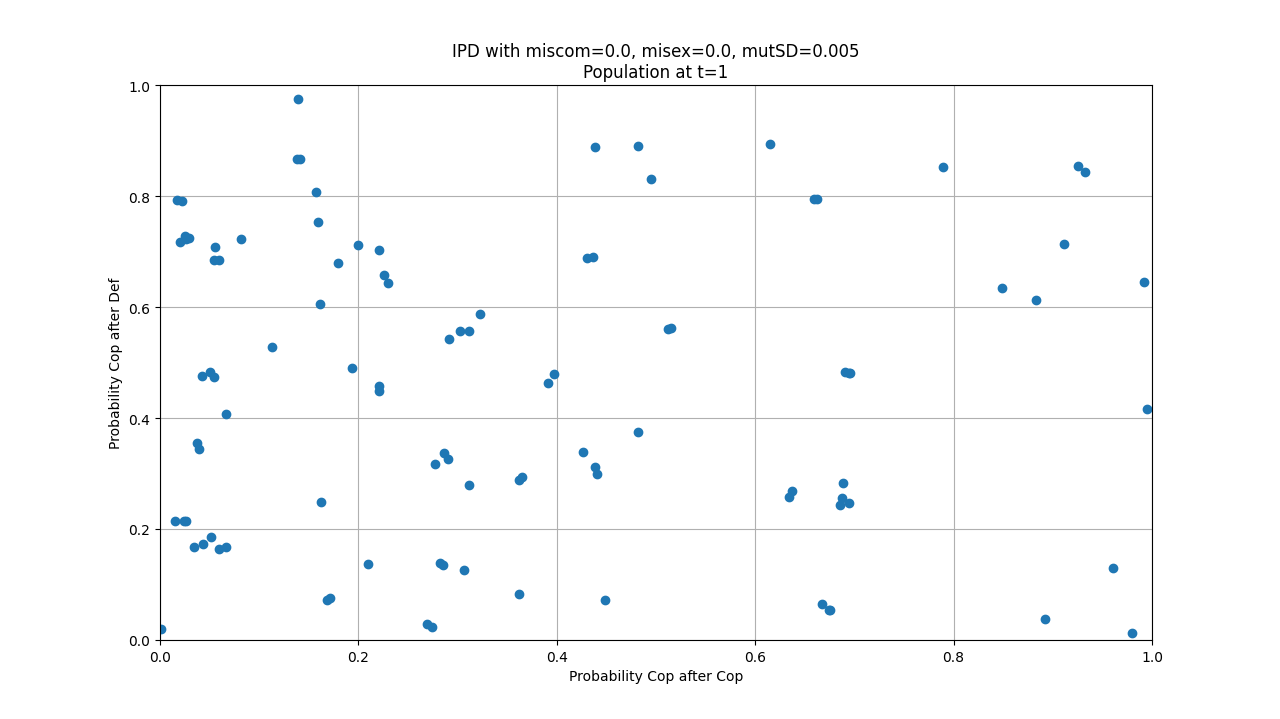 IPD with miscom=0.0, misex=0.0, mutSD=0.005
Population at t=1
1.0
0.8
0.6
0.4
0.2
0.0
Probability Cop after Def
0.0 0.2 0.4 0.6 0.8 1.0
Probability Cop after Cop